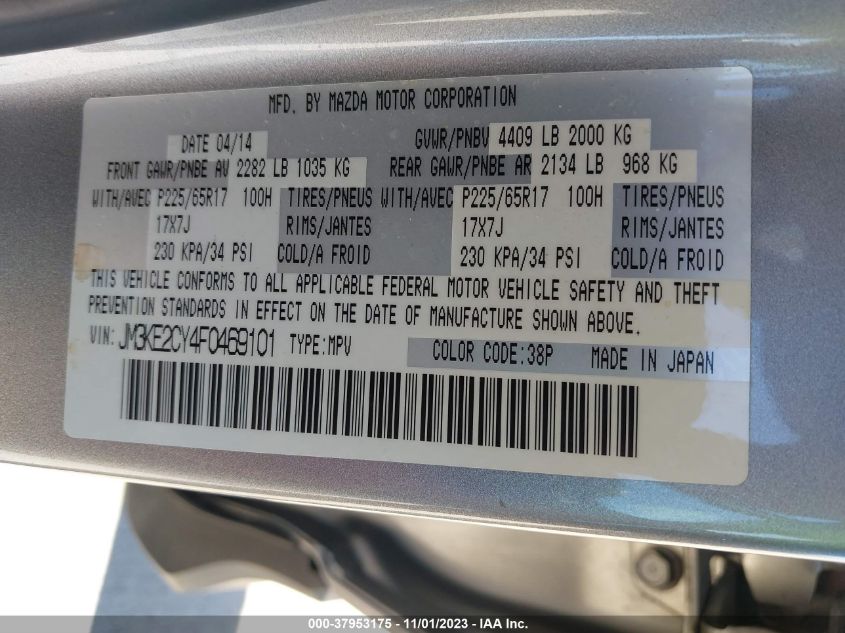 MFD. BY MAZDA MOTOR CORPORATION
DATE 04/14 GVWR/PNBV 4409 LB 2000 KG
FRONT GAWR/PNBE AV 2282 LB 1035 KG REAR GAWR/PNBE AR 2134 LB 968 KG
WITH/AVEC P225/65R17 100H TIRES/PNEUS WITH/AVEC P225/65R17 100H TIRES/PNEUS
17X7J RIMS/JANTES 17X7J RIMS/JANTES
230 KPA/34 PSI COLD/A FROID 230 KPA/34 PSI COLD/A FROID
THIS VEHICLE CONFORMS TO ALL APPLICABLE FEDERAL MOTOR VEHICLE SAFETY AND THEFT
PREVENTION STANDARDS IN EFFECT ON THE DATE OF MANUFACTURE SHOWN ABOVE.
VIN: JM3KE2CY4F0469101 TYPE:MPV COLOR CODE:38P MADE IN JAPAN
000-37953175 - 11/01/2023 - IAA Inc.